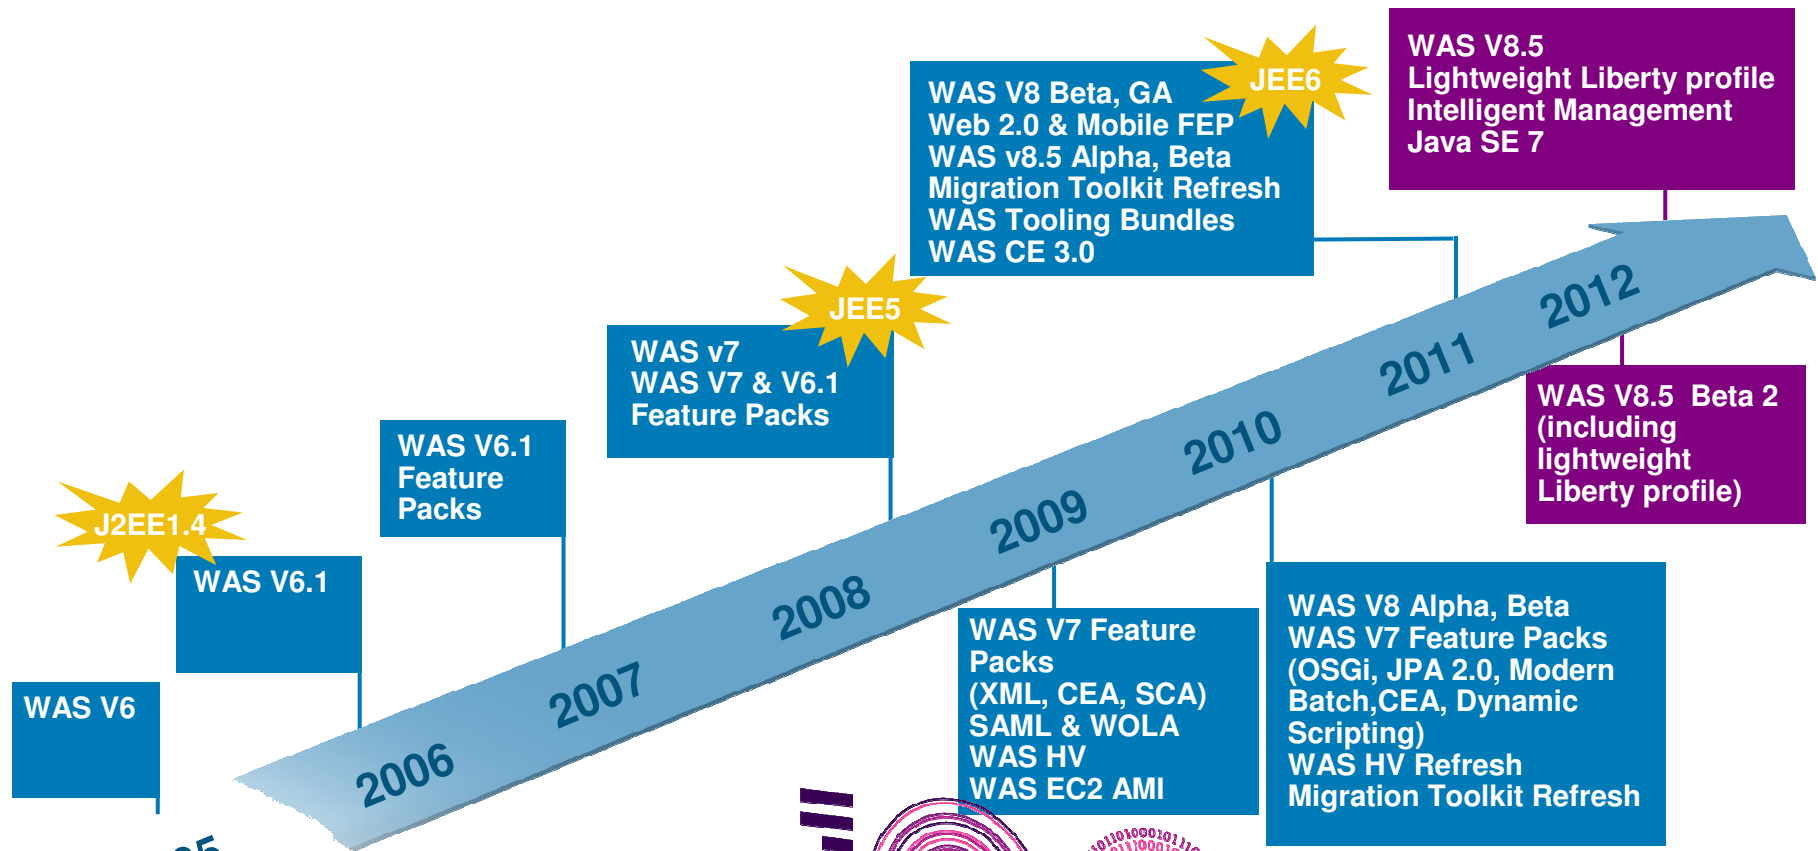 WAS V8.5
Lightweight Liberty profile
Intelligent Management
Java SE 7
JEE6
WAS V8 Beta, GA
Web 2.0 & Mobile FEP
WAS v8.5 Alpha, Beta
Migration Toolkit Refresh
WAS Tooling Bundles
WAS CE 3.0
JEE5
WAS v7
WAS V7 & V6.1
Feature Packs
WAS V6.1
Feature
Packs
J2EE1.4
WAS V6.1
WAS V6
2006
2007
2008
2009
2010
2011
2012
WAS V8.5 Beta 2
(including
lightweight
Liberty profile)
WAS V7 Feature
Packs
(XML, CEA, SCA)
SAML & WOLA
WAS HV
WAS EC2 AMI
WAS V8 Alpha, Beta
WAS V7 Feature Packs
(OSGi, JPA 2.0, Modern
Batch,CEA, Dynamic
Scripting)
WAS HV Refresh
Migration Toolkit Refresh